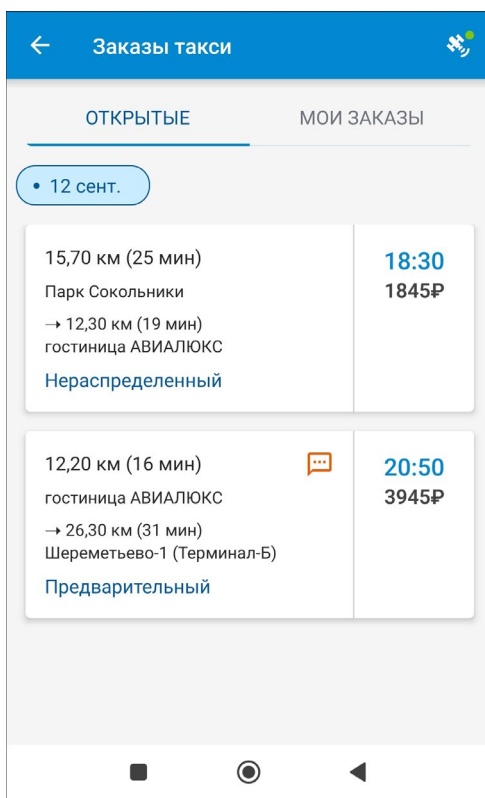 Заказы такси
ОТКРЫТЫЕ
МОИ ЗАКАЗЫ
• 12 сент.
15,70 км (25 мин)
Парк Сокольники
→ 12,30 км (19 мин)
гостиница АВИАЛЮКС
Нераспределенный
18:30
1845₽
12,20 км (16 мин)
гостиница АВИАЛЮКС
→ 26,30 км (31 мин)
Шереметьево-1 (Терминал-Б)
Предварительный
20:50
3945₽